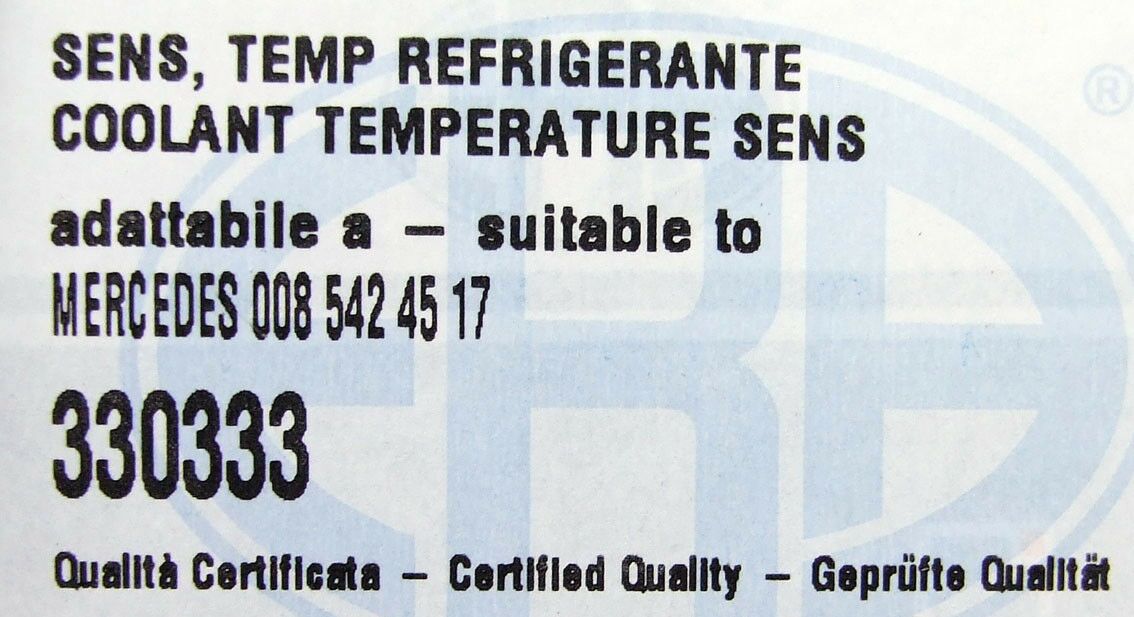 SENS, TEMP REFRIGERANTE
COOLANT TEMPERATURE SENS
adattabile a – suitable to
MERCEDES 008 542 45 17
330333
Qualità Certificata – Certified Quality – Geprüfte Qualität
ERA ®